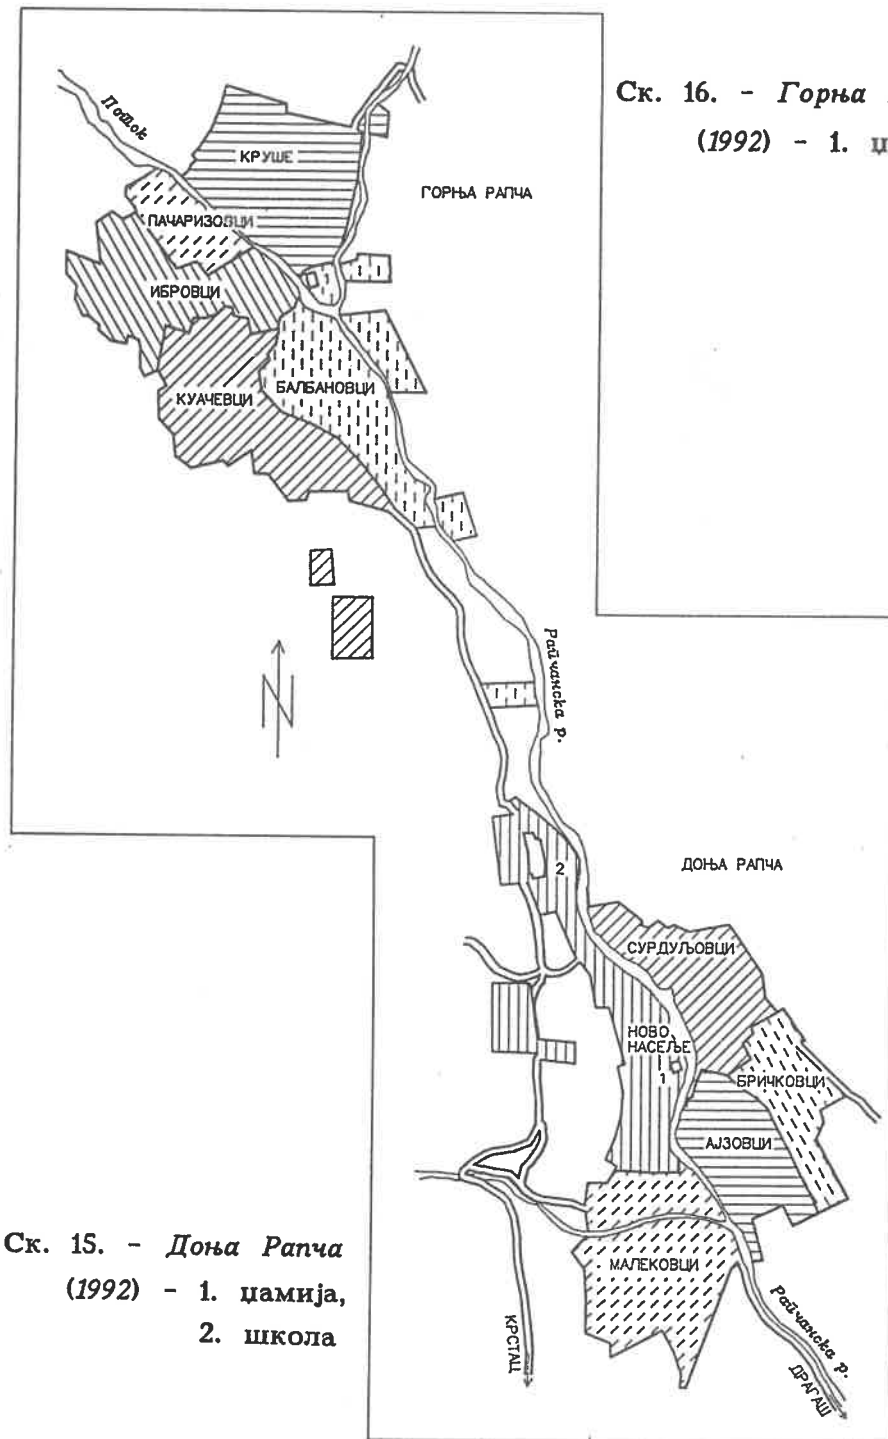 Ск. 16. - Горња
(1992) - 1. џ
Поток
КРУШЕ
ГОРЊА РАПЧА
ПАЧАРИЗОВЦИ
ИБРОВЦИ
1
КУАЧЕВЦИ
БАЛБАНОВЦИ
N
Рапчанска р.
2
ДОЊА РАПЧА
СУРДУЉОВЦИ
НОВО
НАСЕЉЕ
1
БРИЧКОВЦИ
АЈЗОВЦИ
МАЛЕКОВЦИ
Ск. 15. - Доња Рапча
(1992) - 1. џамија,
2. школа
КРСТАЦ
Рапчанска р.
ДРАГАШ